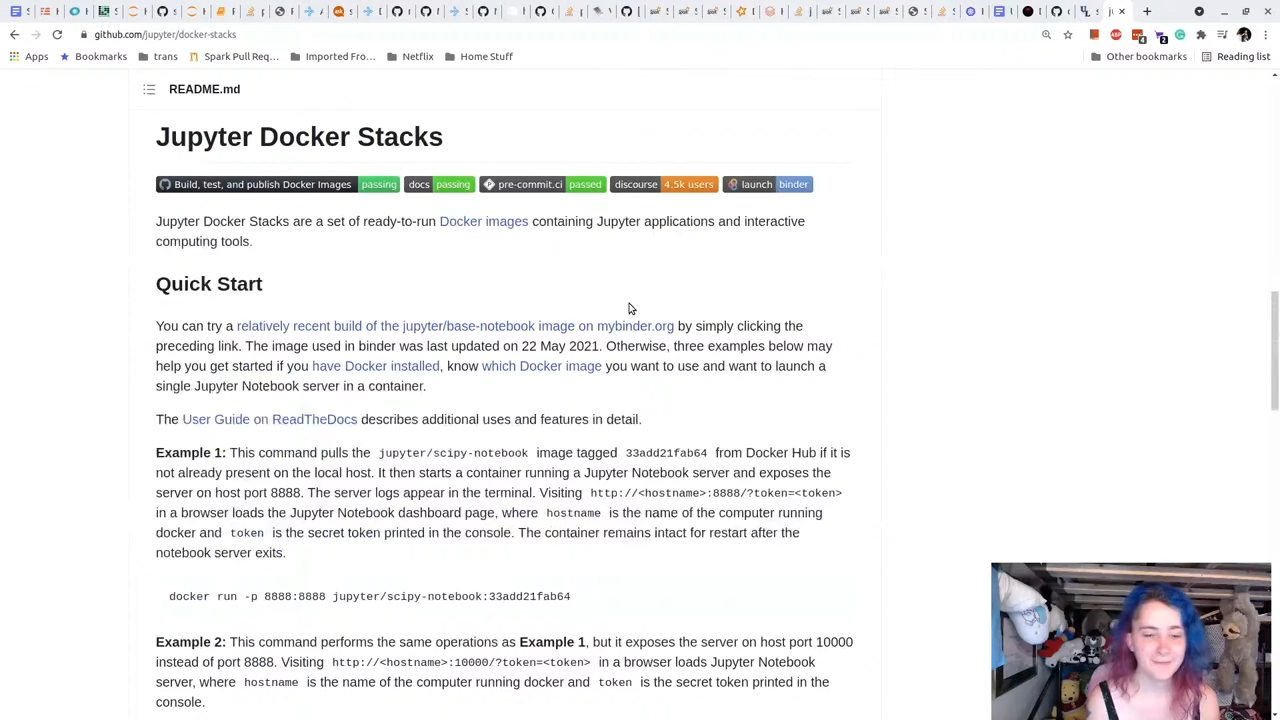 github.com/jupyter/docker-stacks
Apps
Bookmarks
trans
Spark Pull Req...
Imported Fro...
Netflix
Home Stuff
Other bookmarks
Reading list
README.md
Jupyter Docker Stacks
Build, test, and publish Docker Images passing docs passing pre-commit.ci passed discourse 4.5k users launch binder
Jupyter Docker Stacks are a set of ready-to-run Docker images containing Jupyter applications and interactive
computing tools.
Quick Start
You can try a relatively recent build of the jupyter/base-notebook image on mybinder.org by simply clicking the
preceding link. The image used in binder was last updated on 22 May 2021. Otherwise, three examples below may
help you get started if you have Docker installed, know which Docker image you want to use and want to launch a
single Jupyter Notebook server in a container.
The User Guide on ReadTheDocs describes additional uses and features in detail.
Example 1: This command pulls the jupyter/scipy-notebook image tagged 33add21fab64 from Docker Hub if it is
not already present on the local host. It then starts a container running a Jupyter Notebook server and exposes the
server on host port 8888. The server logs appear in the terminal. Visiting http://<hostname>:8888/?token=<token>
in a browser loads the Jupyter Notebook dashboard page, where hostname is the name of the computer running
docker and token is the secret token printed in the console. The container remains intact for restart after the
notebook server exits.
docker run -p 8888:8888 jupyter/scipy-notebook:33add21fab64
Example 2: This command performs the same operations as Example 1, but it exposes the server on host port 10000
instead of port 8888. Visiting http://<hostname>:10000/?token=<token> in a browser loads Jupyter Notebook
server, where hostname is the name of the computer running docker and token is the secret token printed in the
console.